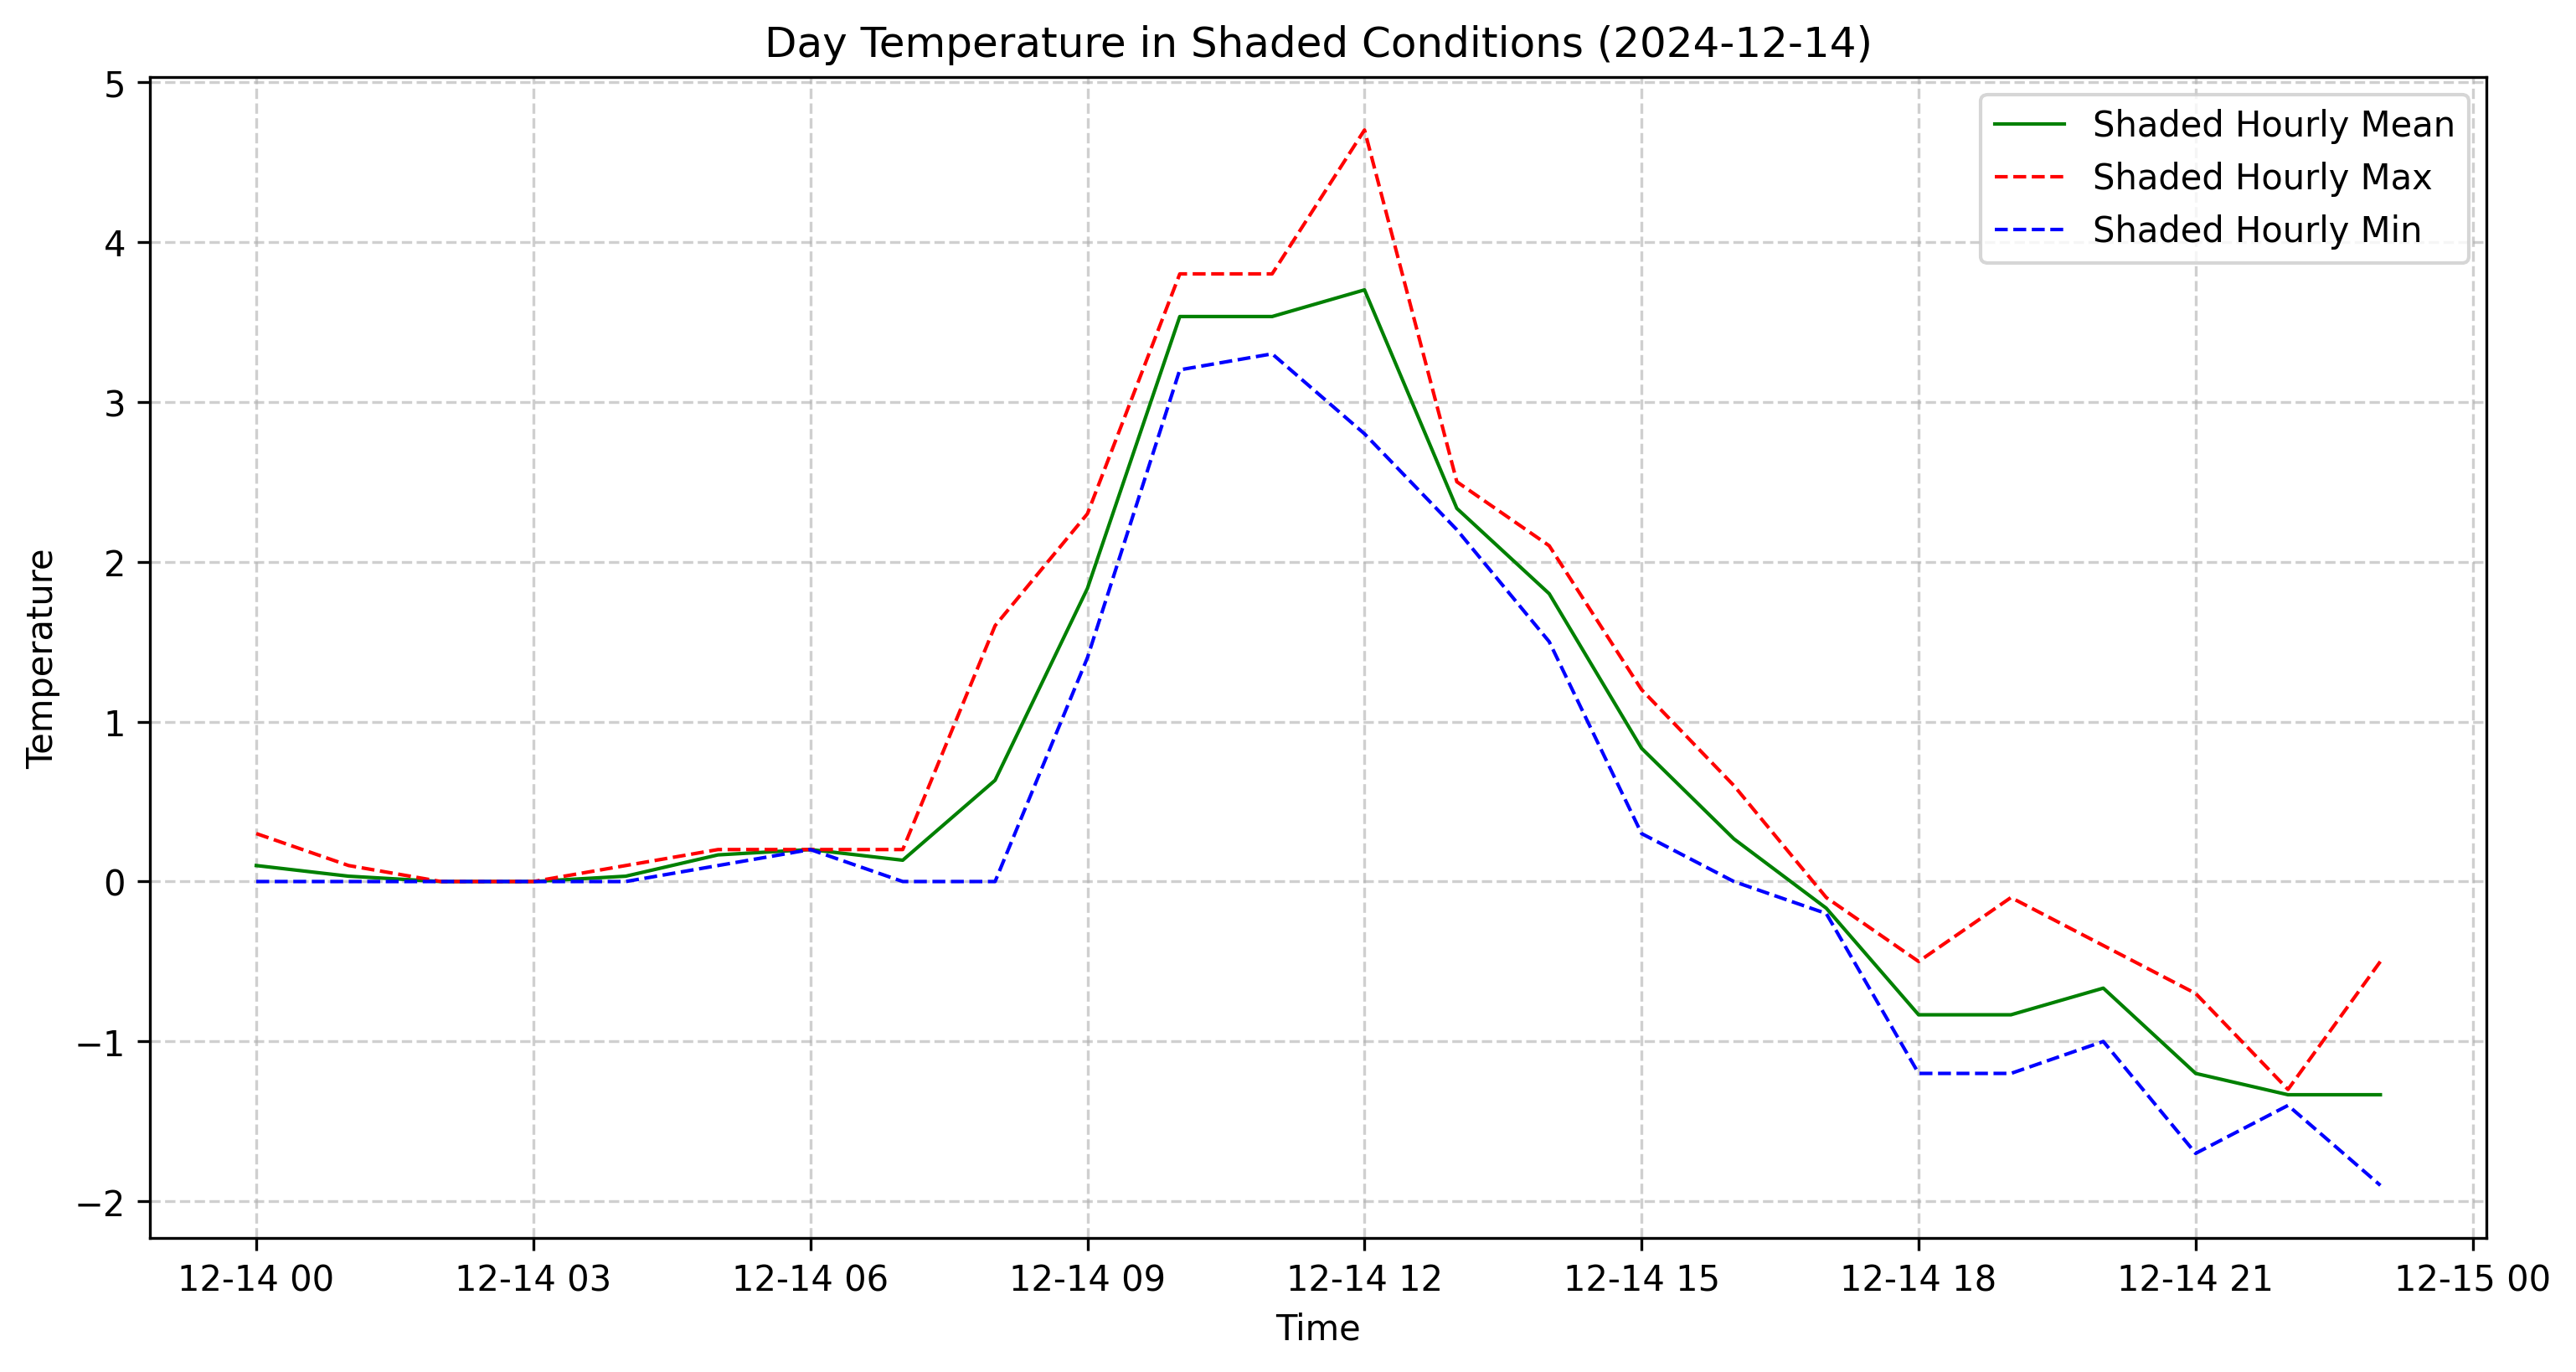 Day Temperature in Shaded Conditions (2024-12-14)
Shaded Hourly Mean
Shaded Hourly Max
Shaded Hourly Min
Temperature
5
4
3
2
1
0
−1
−2
12-14 00 12-14 03 12-14 06 12-14 09 12-14 12 12-14 15 12-14 18 12-14 21 12-15 00
Time